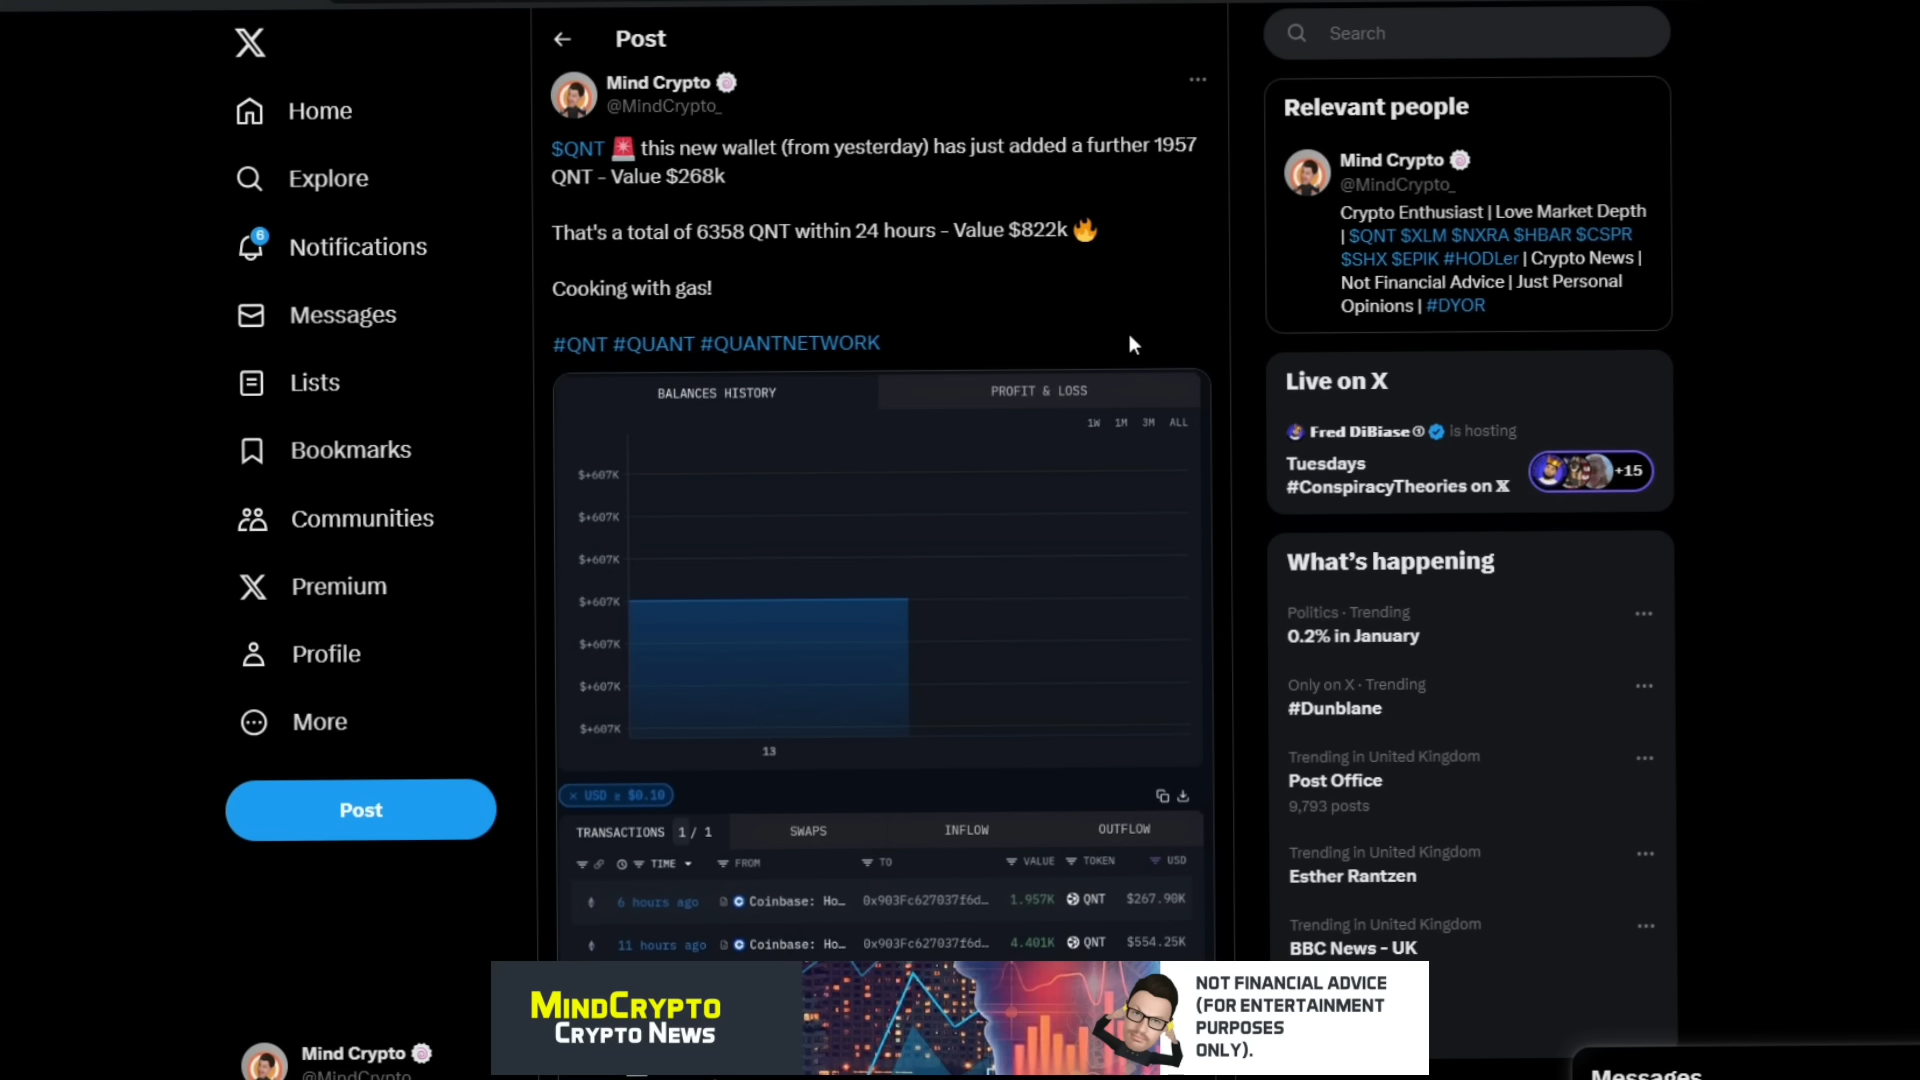 Home
Explore
6
Notifications
Messages
Lists
Bookmarks
Communities
Premium
Profile
More
Post
Mind Crypto
@MindCrypto_
Post
Mind Crypto
@MindCrypto_
$QNT 🚨 this new wallet (from yesterday) has just added a further 1957
QNT - Value $268k
That's a total of 6358 QNT within 24 hours - Value $822k 🔥
Cooking with gas!
#QNT #QUANT #QUANTNETWORK
BALANCES HISTORY
PROFIT & LOSS
1W 1M 3M ALL
$+607K
$+607K
$+607K
$+607K
$+607K
$+607K
$+607K
13
× USD ≥ $0.10
TRANSACTIONS 1 / 1
SWAPS
INFLOW
OUTFLOW
TIME FROM TO VALUE TOKEN USD
6 hours ago Coinbase: Ho… 0x903Fc627037f6d… 1.957K QNT $267.90K
11 hours ago Coinbase: Ho… 0x903Fc627037f6d… 4.401K QNT $554.25K
MINDCRYPTO
CRYPTO NEWS
NOT FINANCIAL ADVICE
(FOR ENTERTAINMENT
PURPOSES
ONLY).
Search
Relevant people
Mind Crypto
@MindCrypto_
Crypto Enthusiast | Love Market Depth
| $QNT $XLM $NXRA $HBAR $CSPR
$SHX $EPIK #HODLer | Crypto News |
Not Financial Advice | Just Personal
Opinions | #DYOR
Live on X
Fred DiBiase is hosting
Tuesdays
#ConspiracyTheories on X
+15
What's happening
Politics · Trending
0.2% in January
Only on X · Trending
#Dunblane
Trending in United Kingdom
Post Office
9,793 posts
Trending in United Kingdom
Esther Rantzen
Trending in United Kingdom
BBC News - UK
Messages